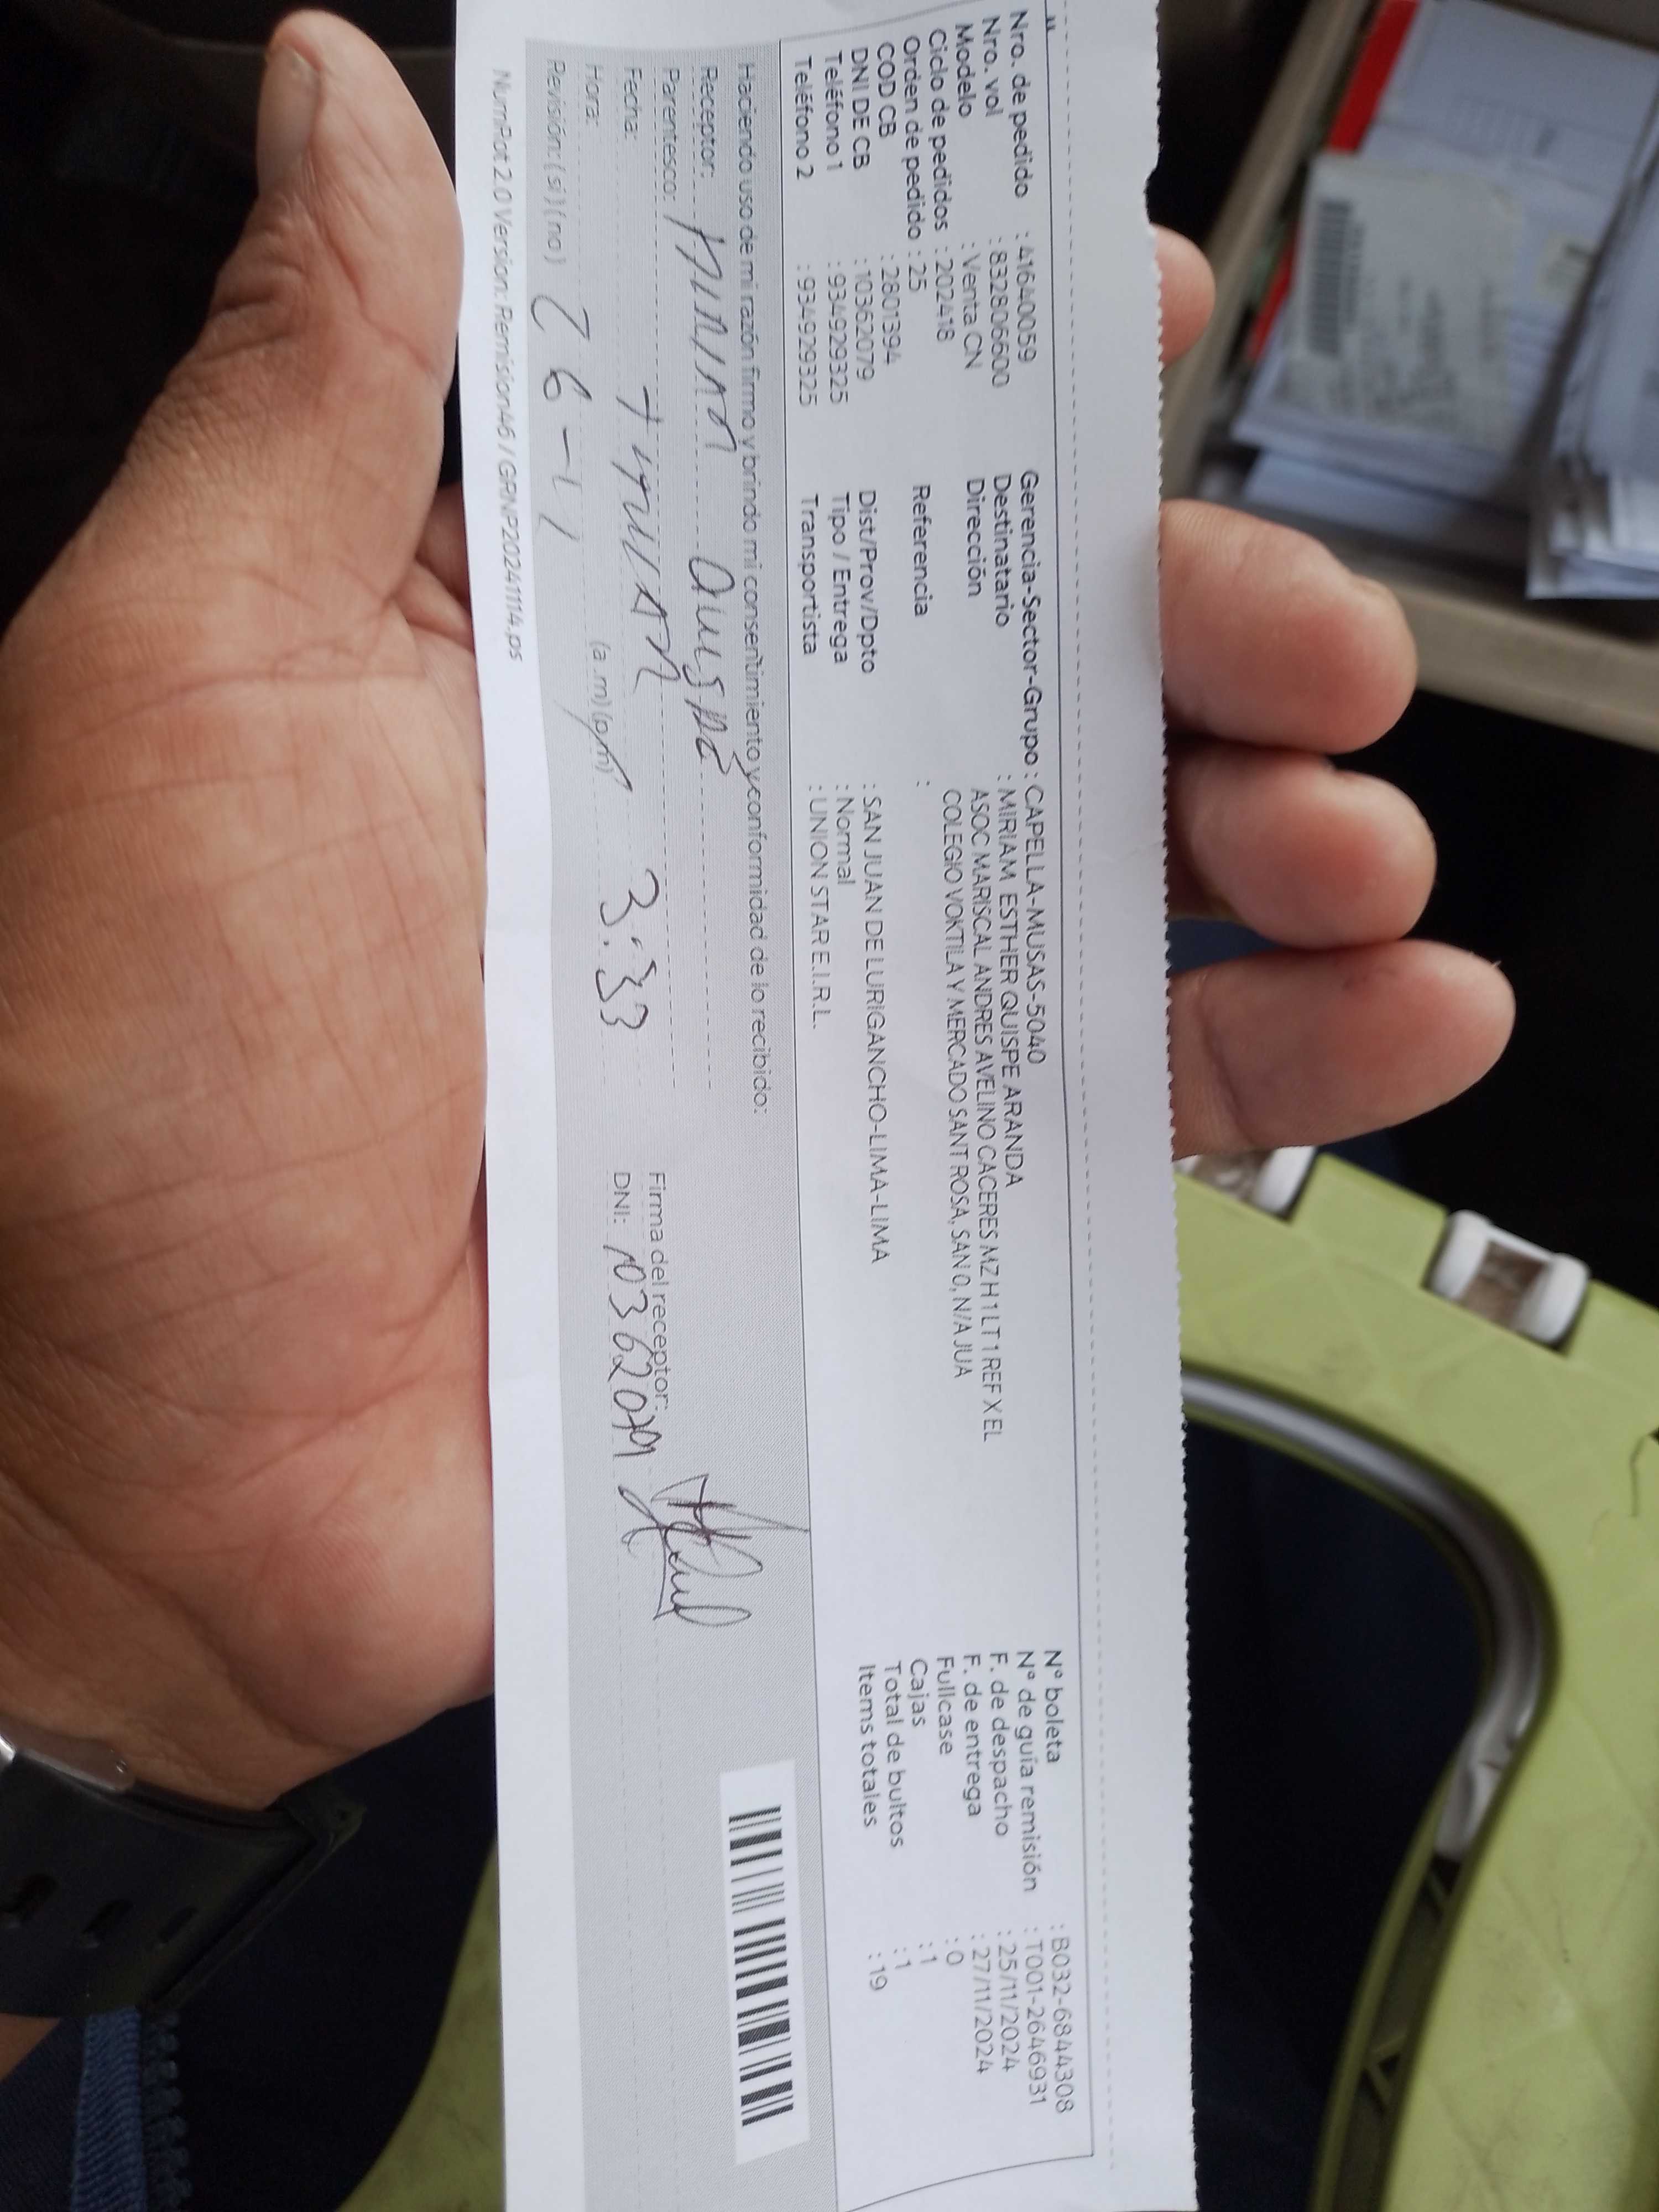 Nro. de pedido : 41640059
Nro. vol : 832806600
Modelo : Venta CN
Ciclo de pedidos : 202418
Orden de pedido : 25
COD CB : 2801394
DNI DE CB : 10362079
Teléfono 1 : 934929325
Teléfono 2 : 934929325
Gerencia-Sector-Grupo : CAPELLA-MUSAS-5040
Destinatario : MIRIAM ESTHER QUISPE ARANDA
Dirección ASOC MARISCAL ANDRES AVELINO CACERES MZ H1 LT 1 REF X EL
COLEGIO VOKTILA Y MERCADO SANT ROSA, SAN 0, N/A JUA
Referencia :
Dist/Prov/Dpto : SAN JUAN DE LURIGANCHO-LIMA-LIMA
Tipo / Entrega : Normal
Transportista : UNION STAR E.I.R.L.
N° boleta : B032-6844308
N° de guía remisión : T001-2646931
F. de despacho : 25/11/2024
F. de entrega : 27/11/2024
Fullcase : 0
Cajas : 1
Total de bultos : 1
Items totales : 19
Haciendo uso de mi razón firmo y brindo mi consentimiento y conformidad de lo recibido:
Receptor:
Parentesco:
Fecha:
Hora: (a.m) (p.m) 3:33
Revisión: (si) (no) 26-11
Firma del receptor:
DNI: 10362079
NumRot 2.0 Version: Remision46 / GRNP20241114.ps